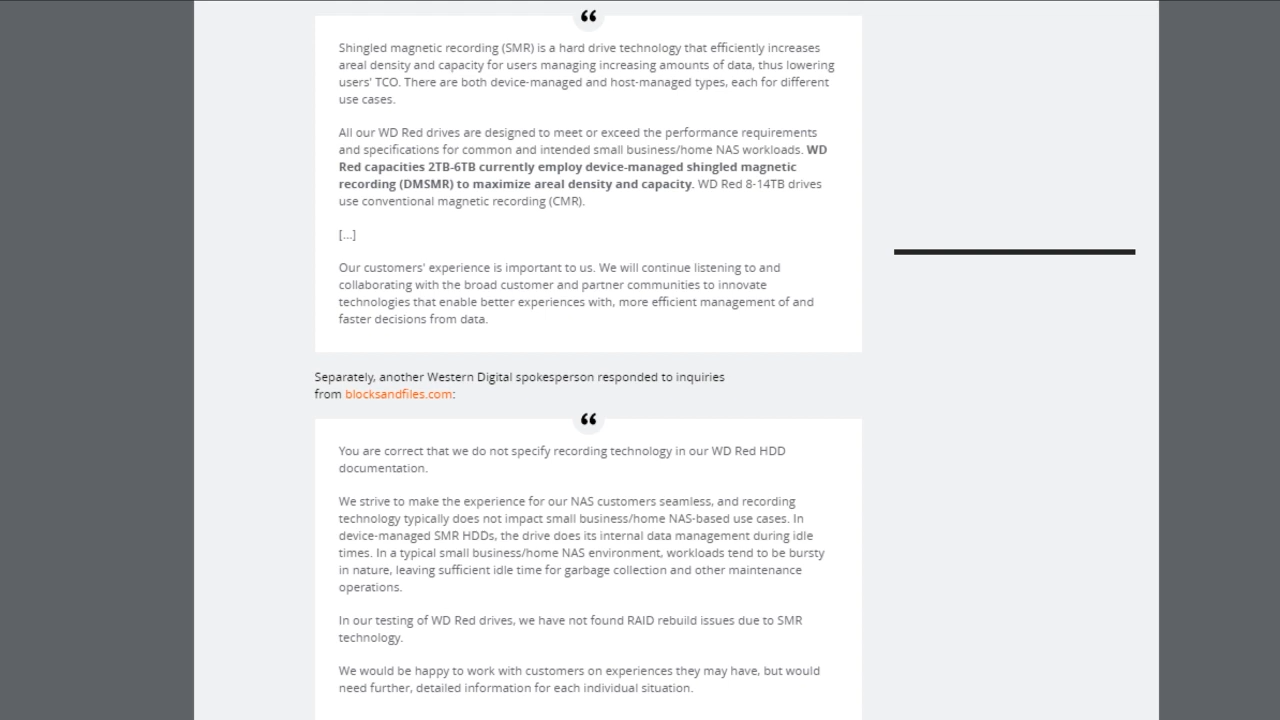 “
Shingled magnetic recording (SMR) is a hard drive technology that efficiently increases
areal density and capacity for users managing increasing amounts of data, thus lowering
users' TCO. There are both device-managed and host-managed types, each for different
use cases.
All our WD Red drives are designed to meet or exceed the performance requirements
and specifications for common and intended small business/home NAS workloads. WD
Red capacities 2TB-6TB currently employ device-managed shingled magnetic
recording (DMSMR) to maximize areal density and capacity. WD Red 8-14TB drives
use conventional magnetic recording (CMR).
[...]
Our customers' experience is important to us. We will continue listening to and
collaborating with the broad customer and partner communities to innovate
technologies that enable better experiences with, more efficient management of and
faster decisions from data.
Separately, another Western Digital spokesperson responded to inquiries
from blocksandfiles.com:
“
You are correct that we do not specify recording technology in our WD Red HDD
documentation.
We strive to make the experience for our NAS customers seamless, and recording
technology typically does not impact small business/home NAS-based use cases. In
device-managed SMR HDDs, the drive does its internal data management during idle
times. In a typical small business/home NAS environment, workloads tend to be bursty
in nature, leaving sufficient idle time for garbage collection and other maintenance
operations.
In our testing of WD Red drives, we have not found RAID rebuild issues due to SMR
technology.
We would be happy to work with customers on experiences they may have, but would
need further, detailed information for each individual situation.